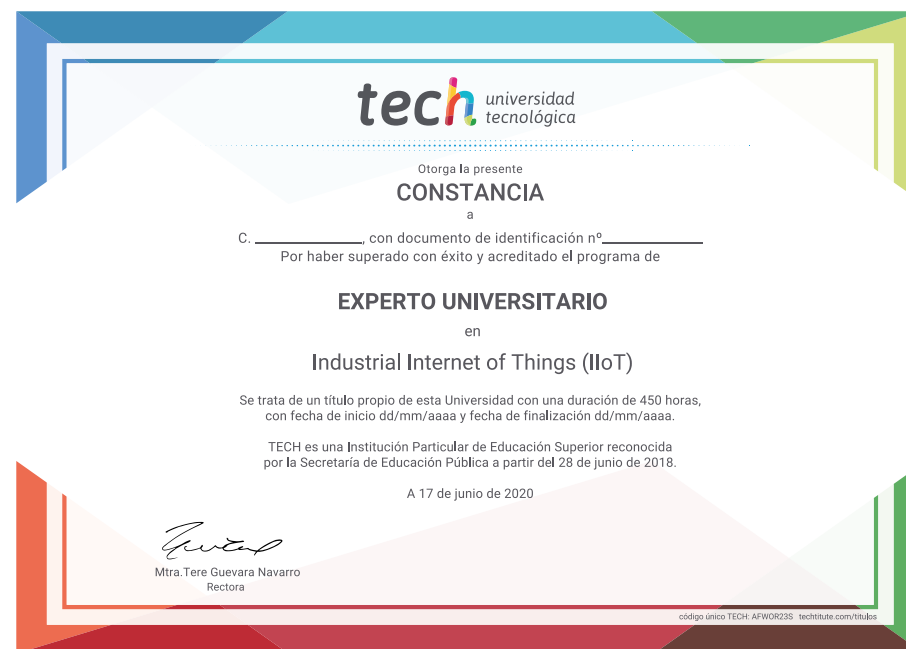 tech universidad
tecnológica
Otorga la presente
CONSTANCIA
a
C. ____________, con documento de identificación nº____________
Por haber superado con éxito y acreditado el programa de
EXPERTO UNIVERSITARIO
en
Industrial Internet of Things (IIoT)
Se trata de un título propio de esta Universidad con una duración de 450 horas,
con fecha de inicio dd/mm/aaaa y fecha de finalización dd/mm/aaaa.
TECH es una Institución Particular de Educación Superior reconocida
por la Secretaría de Educación Pública a partir del 28 de junio de 2018.
A 17 de junio de 2020
Mtra.Tere Guevara Navarro
Rectora
código único TECH: AFWOR23S techtitute.com/titulos